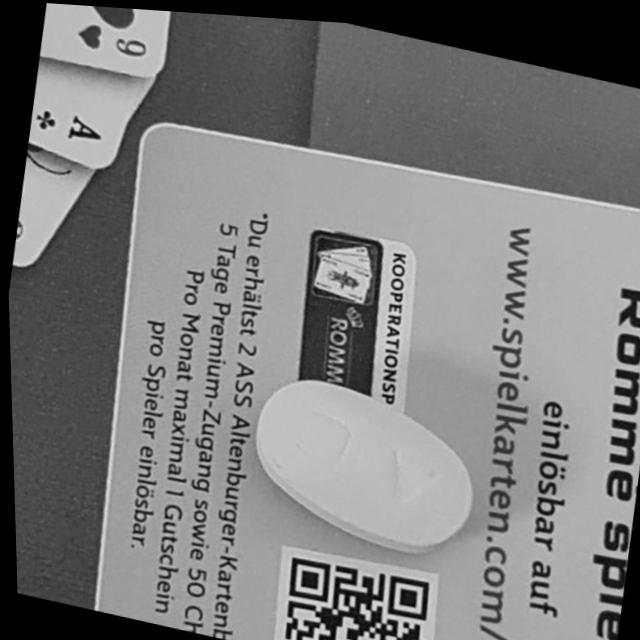 9
A
Romme spie
einlösbar auf
www.spielkarten.com/
KOOPERATIONSP
ROMM
*Du erhältst 2 ASS Altenburger-Kartenb
5 Tage Premium-Zugang sowie 50 Ch
Pro Monat maximal 1 Gutschein
pro Spieler einlösbar.